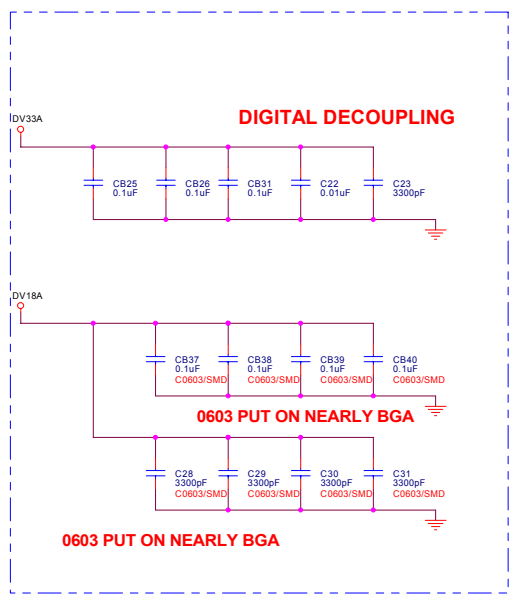 DV33A
DIGITAL DECOUPLING
CB25
0.1uF
CB26
0.1uF
CB31
0.1uF
C22
0.01uF
C23
3300pF
DV18A
CB37
0.1uF
C0603/SMD
CB38
0.1uF
C0603/SMD
CB39
0.1uF
C0603/SMD
CB40
0.1uF
C0603/SMD
0603 PUT ON NEARLY BGA
C28
3300pF
C0603/SMD
C29
3300pF
C0603/SMD
C30
3300pF
C0603/SMD
C31
3300pF
C0603/SMD
0603 PUT ON NEARLY BGA